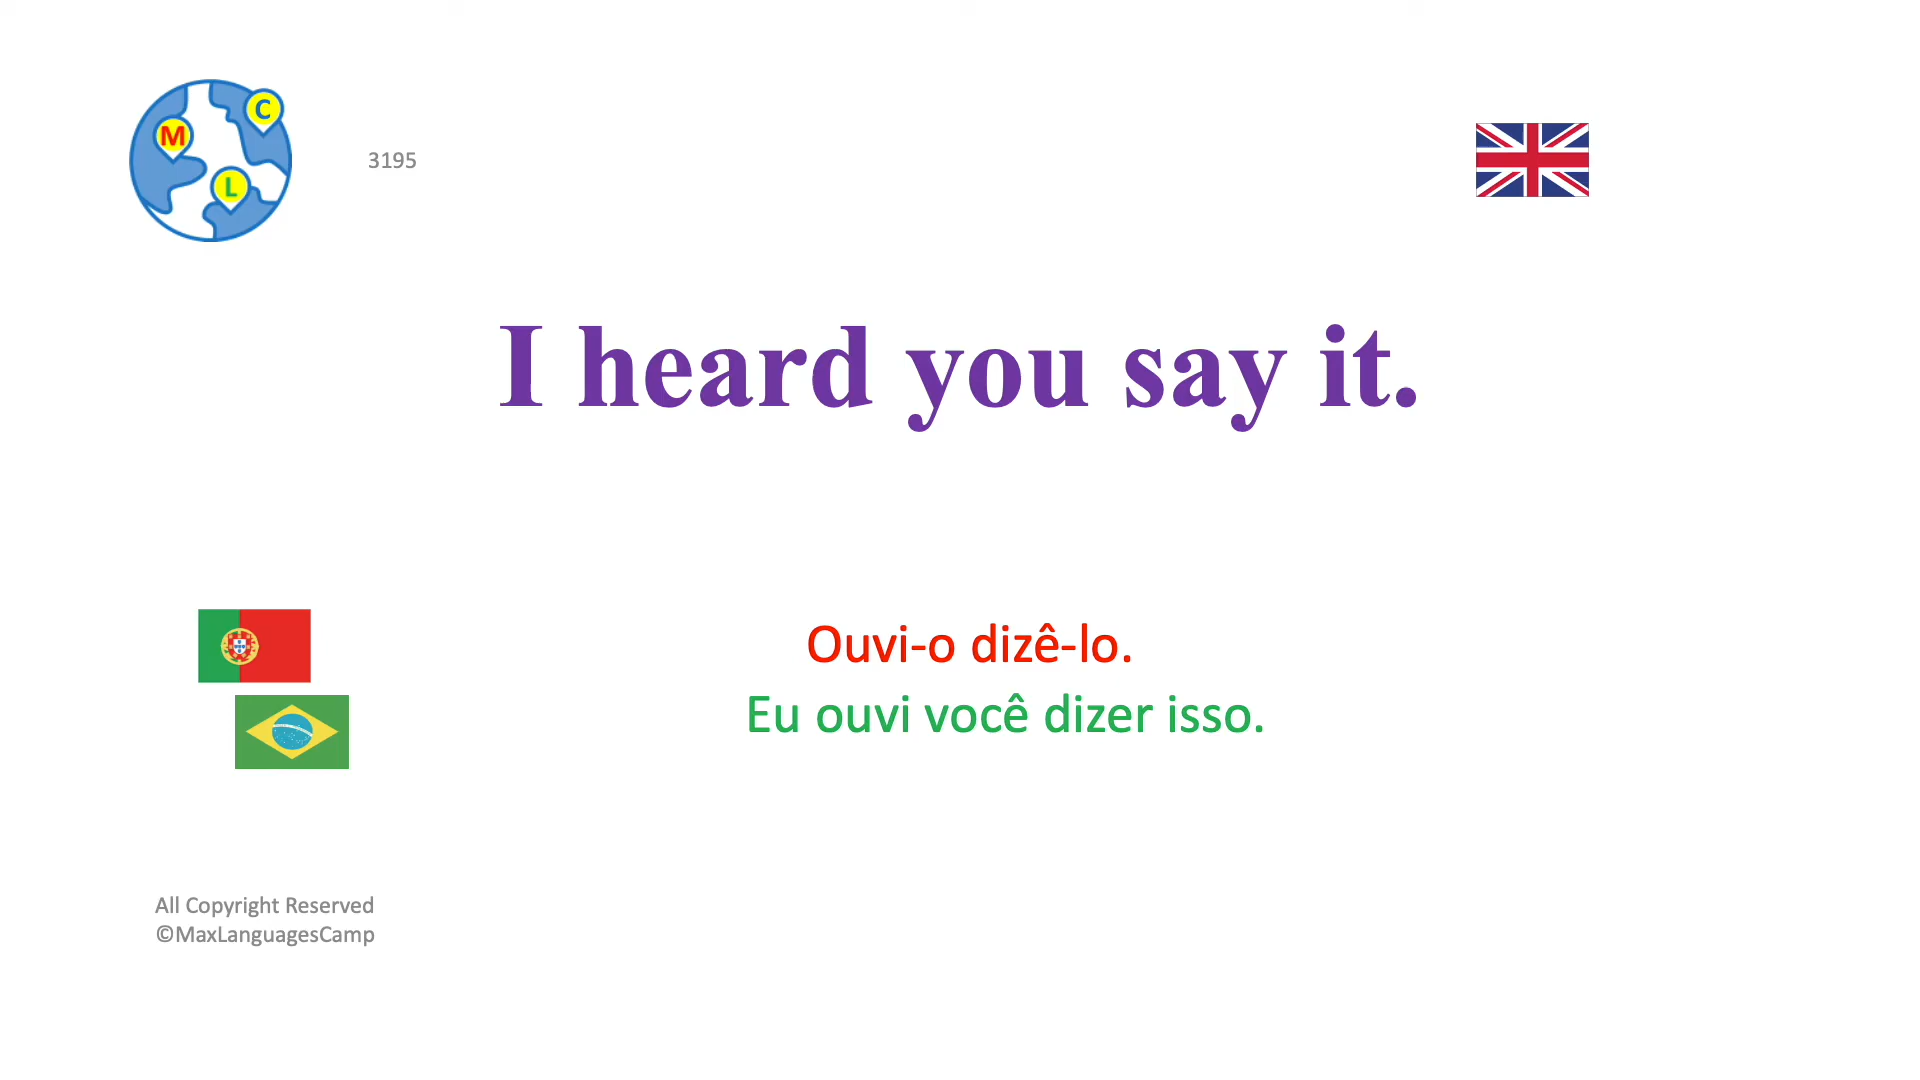 M
C
L
3195
I heard you say it.
Ouvi-o dizê-lo.
Eu ouvi você dizer isso.
All Copyright Reserved
©MaxLanguagesCamp